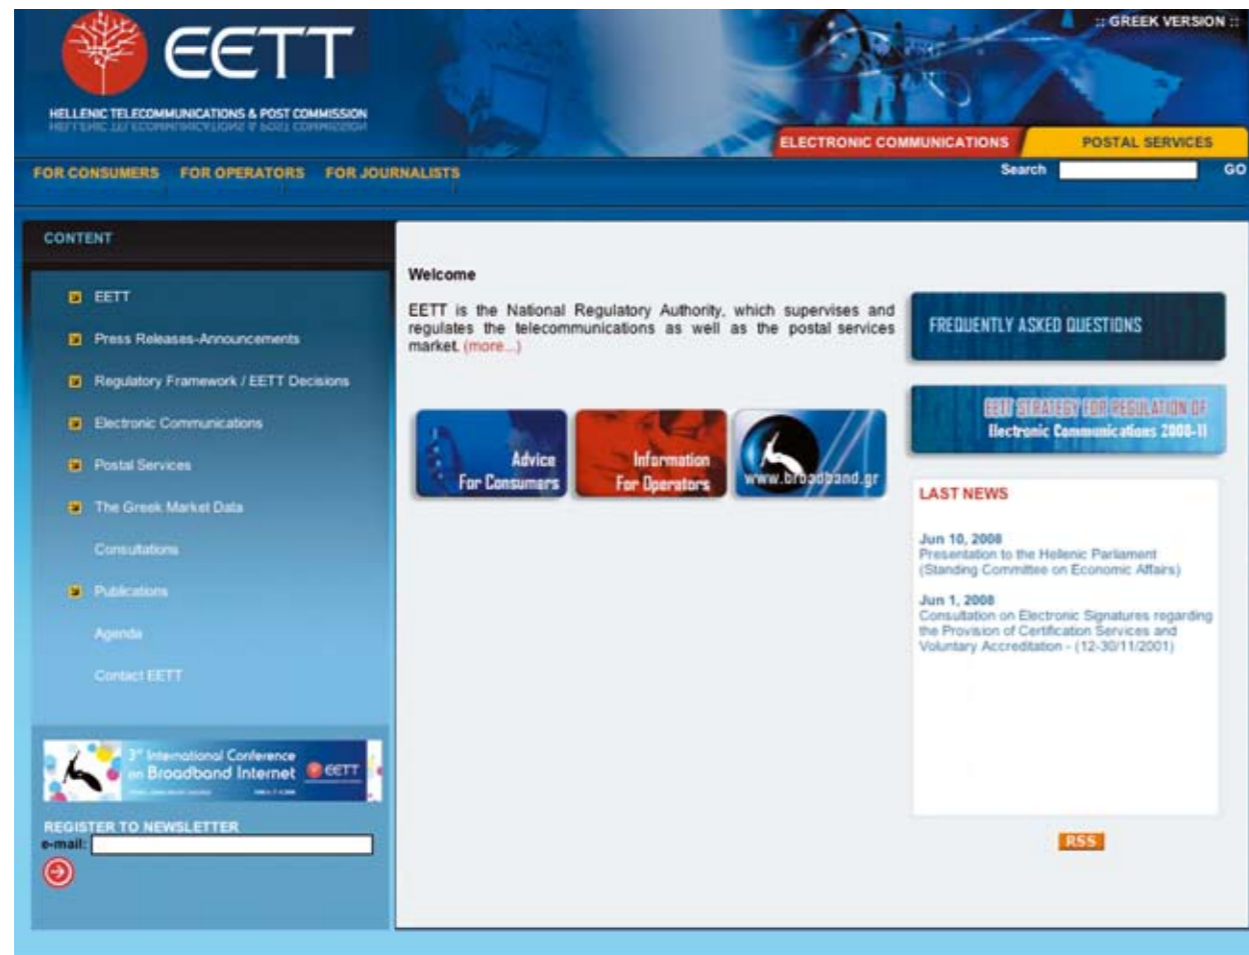 EETT
HELLENIC TELECOMMUNICATIONS & POST COMMISSION
:: GREEK VERSION ::
ELECTRONIC COMMUNICATIONS
POSTAL SERVICES
FOR CONSUMERS FOR OPERATORS FOR JOURNALISTS
Search
GO
CONTENT
EETT
Press Releases-Announcements
Regulatory Framework / EETT Decisions
Electronic Communications
Postal Services
The Greek Market Data
Consultations
Publications
Agenda
Contact EETT
3rd International Conference
on Broadband Internet
EETT
REGISTER TO NEWSLETTER
e-mail:
Welcome
EETT is the National Regulatory Authority, which supervises and
regulates the telecommunications as well as the postal services
market. (more...)
Advice
For Consumers
Information
For Operators
www.broadband.gr
FREQUENTLY ASKED QUESTIONS
EETT STRATEGY FOR REGULATION OF
Electronic Communications 2008-11
LAST NEWS
Jun 10, 2008
Presentation to the Hellenic Parliament
(Standing Committee on Economic Affairs)
Jun 1, 2008
Consultation on Electronic Signatures regarding
the Provision of Certification Services and
Voluntary Accreditation - (12-30/11/2001)
RSS